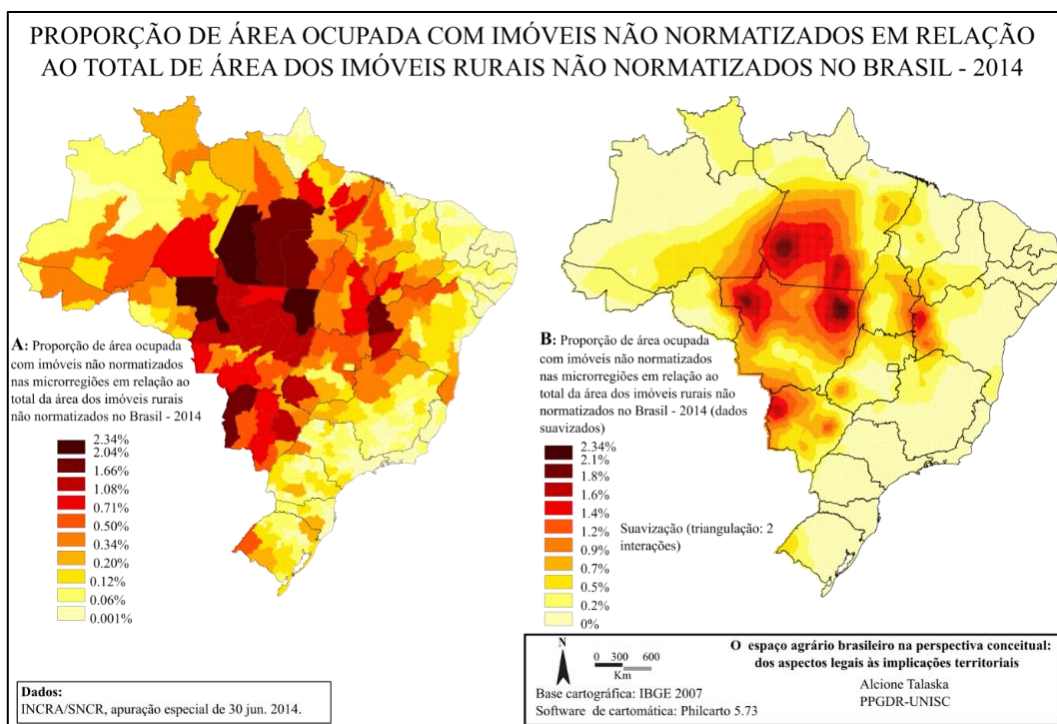 PROPORÇÃO DE ÁREA OCUPADA COM IMÓVEIS NÃO NORMATIZADOS EM RELAÇÃO
AO TOTAL DE ÁREA DOS IMÓVEIS RURAIS NÃO NORMATIZADOS NO BRASIL - 2014
A: Proporção de área ocupada
com imóveis não normatizados
nas microrregiões em relação ao
total da área dos imóveis rurais
não normatizados no Brasil - 2014
2.34%
2.04%
1.66%
1.08%
0.71%
0.50%
0.34%
0.20%
0.12%
0.06%
0.001%
B: Proporção de área ocupada
com imóveis não normatizados
nas microrregiões em relação ao
total da área dos imóveis rurais não
normatizados no Brasil - 2014 (dados
suavizados)
2.34%
2.1%
1.8%
1.6%
1.4%
1.2%
0.9%
0.7%
0.5%
0.2%
0%
Suavização (triangulação: 2
interações)
Dados:
INCRA/SNCR, apuração especial de 30 jun. 2014.
N
0 300 600
Km
Base cartográfica: IBGE 2007
Software de cartomática: Philcarto 5.73
O espaço agrário brasileiro na perspectiva conceitual:
dos aspectos legais às implicações territoriais
Alcione Talaska
PPGDR-UNISC